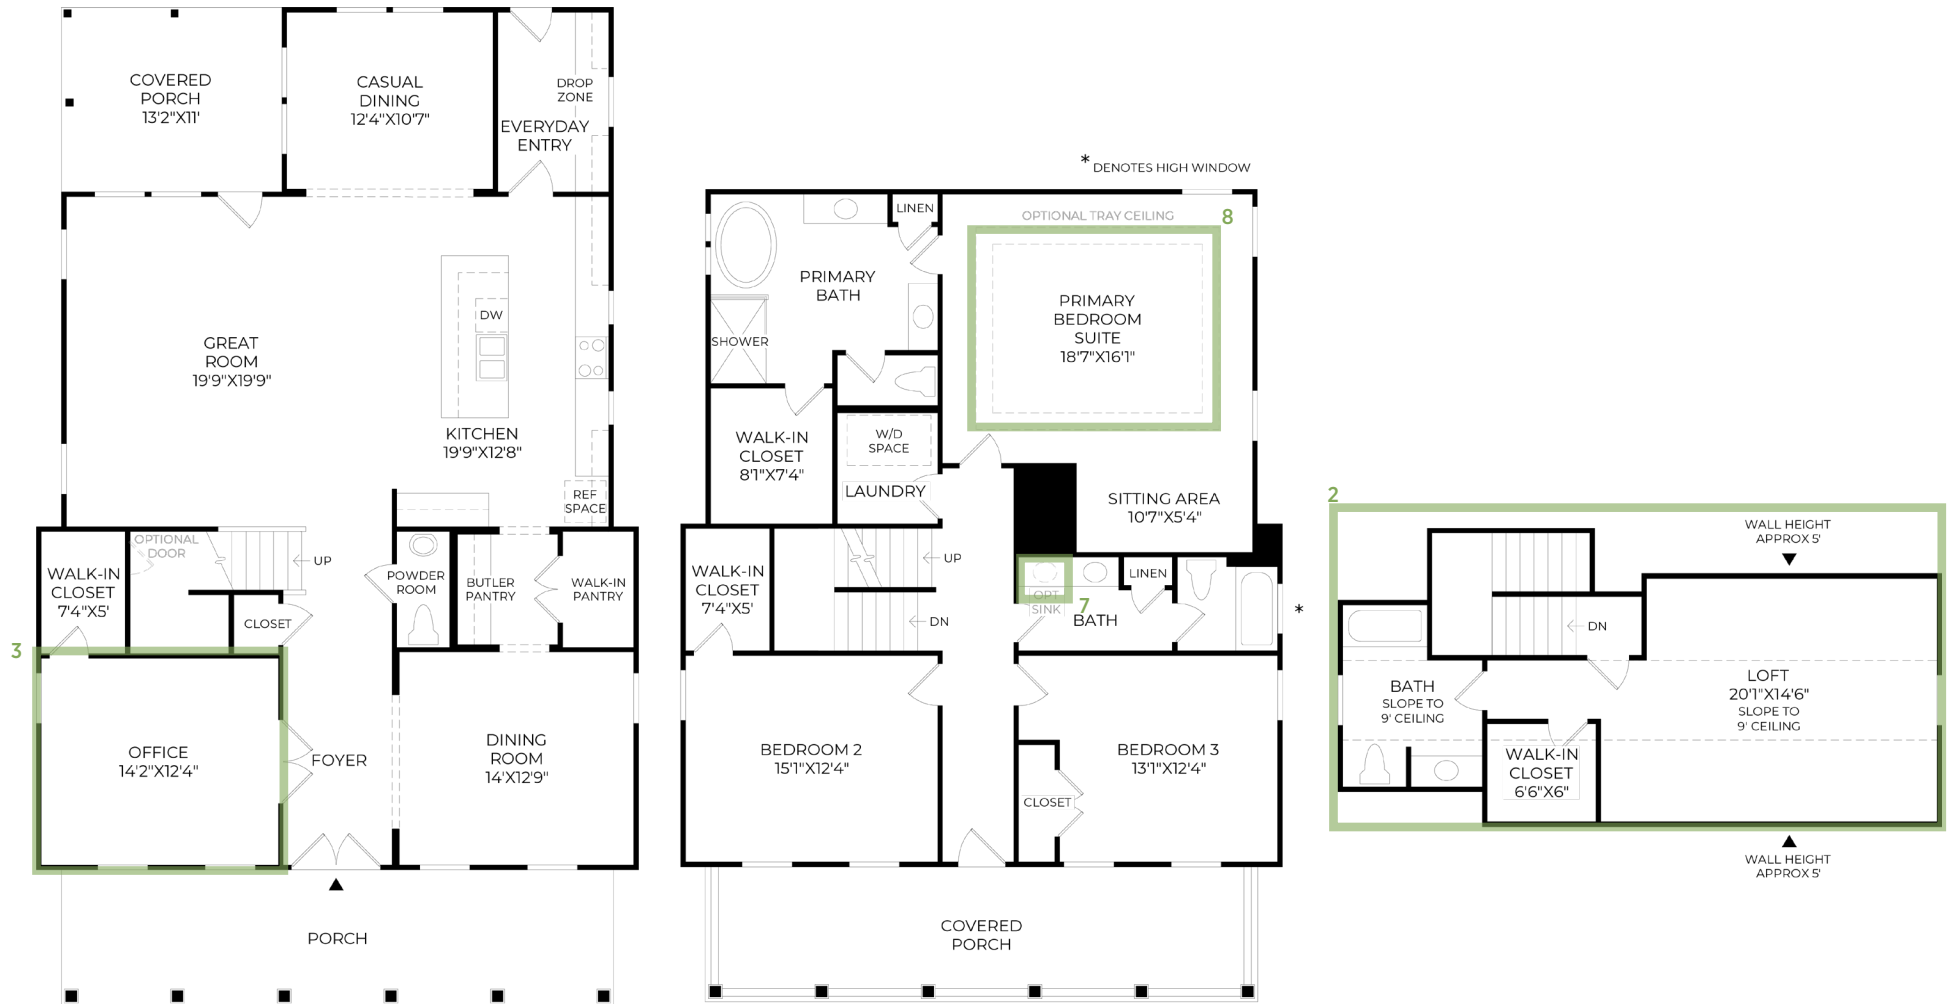 COVERED
PORCH
13'2"X11'
CASUAL
DINING
12'4"X10'7"
DROP
ZONE
EVERYDAY
ENTRY
GREAT
ROOM
19'9"X19'9"
DW
KITCHEN
19'9"X12'8"
REF
SPACE
OPTIONAL
DOOR
UP
WALK-IN
CLOSET
7'4"X5'
CLOSET
POWDER
ROOM
BUTLER
PANTRY
WALK-IN
PANTRY
3
OFFICE
14'2"X12'4"
FOYER
DINING
ROOM
14'X12'9"
PORCH
* DENOTES HIGH WINDOW
LINEN
OPTIONAL TRAY CEILING
8
PRIMARY
BATH
PRIMARY
BEDROOM
SUITE
18'7"X16'1"
SHOWER
WALK-IN
CLOSET
8'1"X7'4"
W/D
SPACE
LAUNDRY
SITTING AREA
10'7"X5'4"
UP
WALK-IN
CLOSET
7'4"X5'
DN
OPT
SINK
7
LINEN
BATH
*
BEDROOM 2
15'1"X12'4"
BEDROOM 3
13'1"X12'4"
CLOSET
COVERED
PORCH
2
WALL HEIGHT
APPROX 5'
DN
BATH
SLOPE TO
9' CEILING
LOFT
20'1"X14'6"
SLOPE TO
9' CEILING
WALK-IN
CLOSET
6'6"X6"
WALL HEIGHT
APPROX 5'